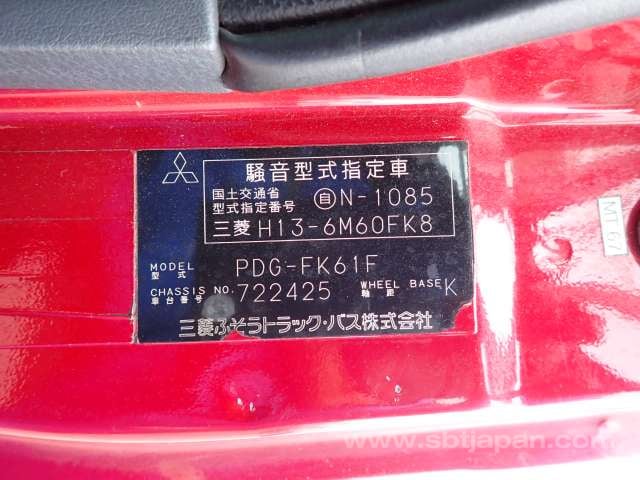 騒音型式指定車
国土交通省
型式指定番号 自N-1085
三菱 H13-6M60FK8
MODEL
型式 PDG-FK61F
CHASSIS NO.
車台番号 722425 WHEEL BASE
軸距 K
三菱ふそうトラック・バス株式会社
www.sbtjapan.com